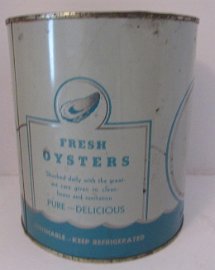 FRESH
OYSTERS
Shucked daily with the great-
est care given to clean-
liness and sanitation
PURE — DELICIOUS
PERISHABLE - KEEP REFRIGERATED